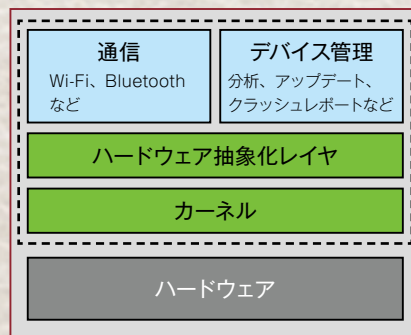 通信
Wi-Fi、Bluetooth
など
デバイス管理
分析、アップデート、
クラッシュレポートなど
ハードウェア抽象化レイヤ
カーネル
ハードウェア